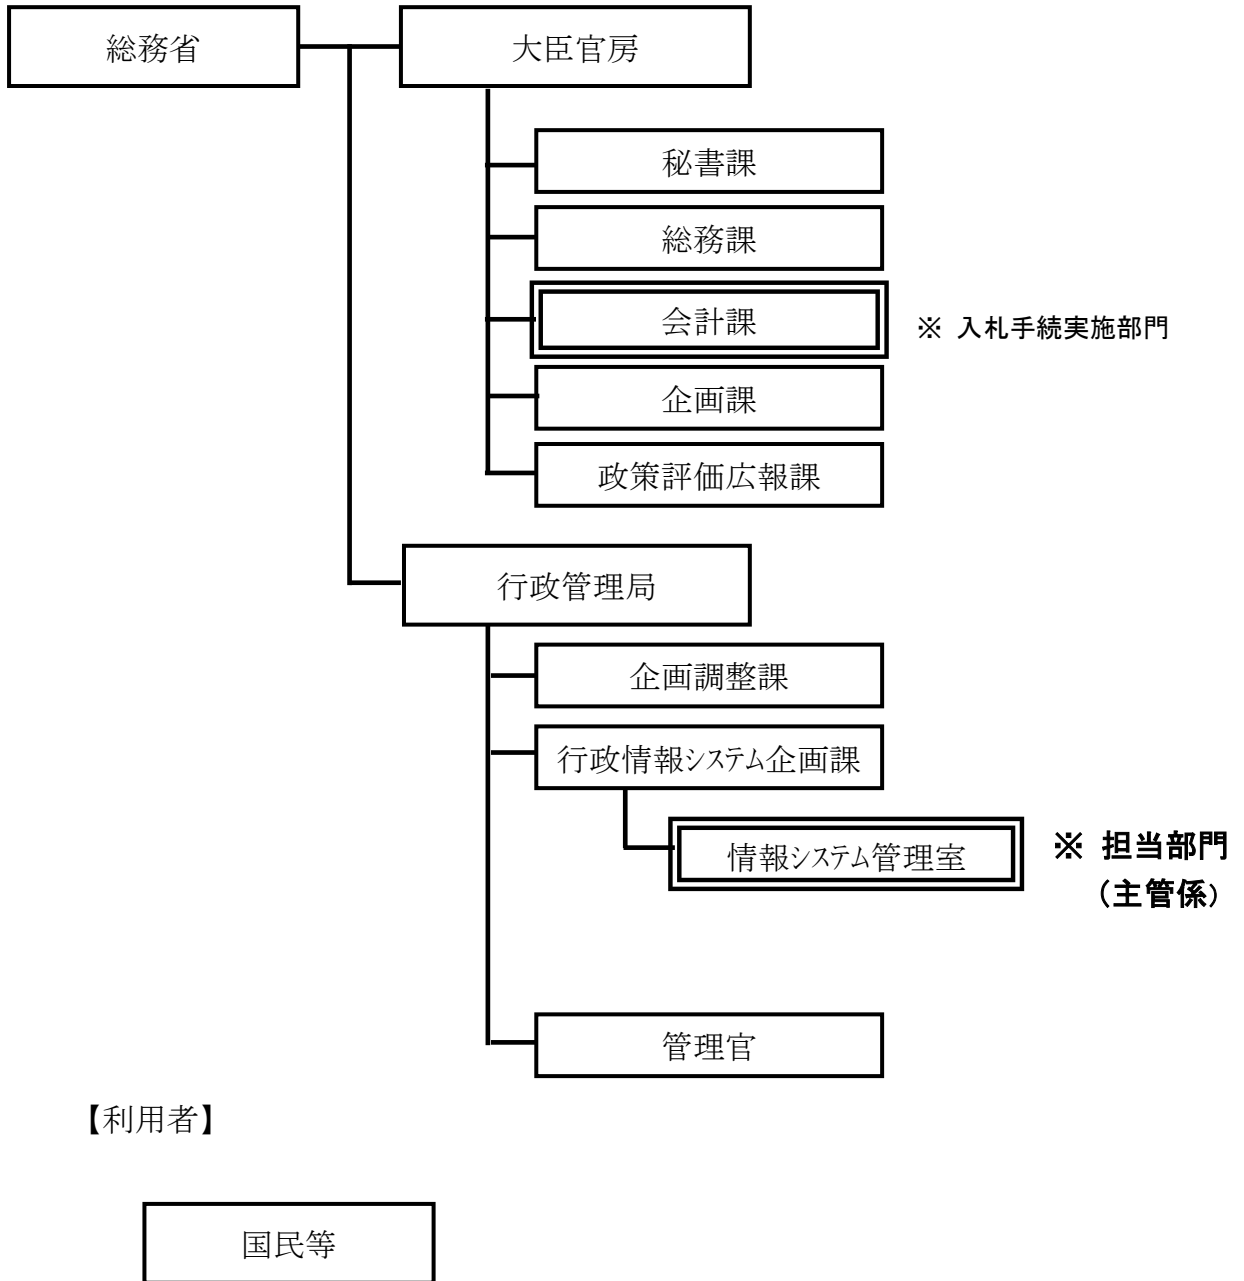 総務省
大臣官房
秘書課
総務課
会計課
※ 入札手続実施部門
企画課
政策評価広報課
行政管理局
企画調整課
行政情報システム企画課
情報システム管理室
※ 担当部門
（主管係）
管理官
【利用者】
国民等